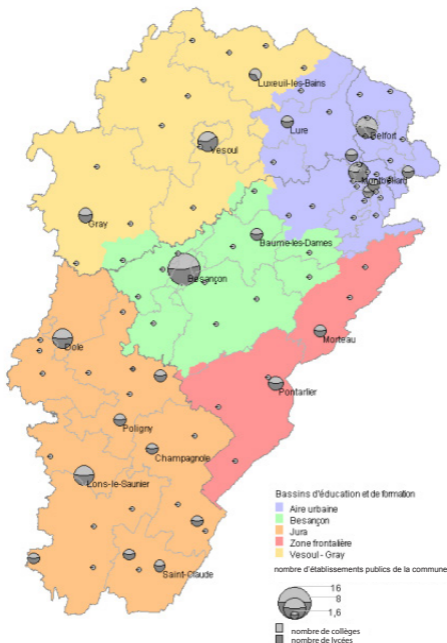 Luxeuil-les-Bains
Lure
Belfort
Vesoul
Montbéliard
Gray
Baume-les-Dames
Besançon
Morteau
Dole
Pontarlier
Poligny
Champagnole
Lons-le-Saunier
Saint-Claude
Bassins d'éducation et de formation
Aire urbaine
Besançon
Jura
Zone frontalière
Vesoul - Gray
nombre d'établissements publics de la commune
16
8
1,6
nombre de collèges
nombre de lycées